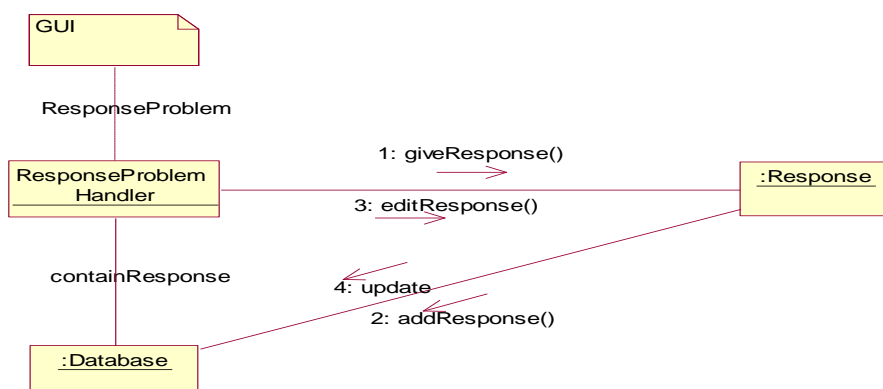 GUI
ResponseProblem
1: giveResponse()
ResponseProblem
Handler
:Response
3: editResponse()
containResponse
4: update
2: addResponse()
:Database